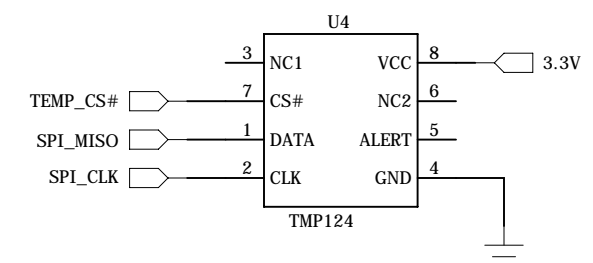 U4
3 NC1 VCC 8 3.3V
TEMP_CS# 7 CS# NC2 6
SPI_MISO 1 DATA ALERT 5
SPI_CLK 2 CLK GND 4
TMP124